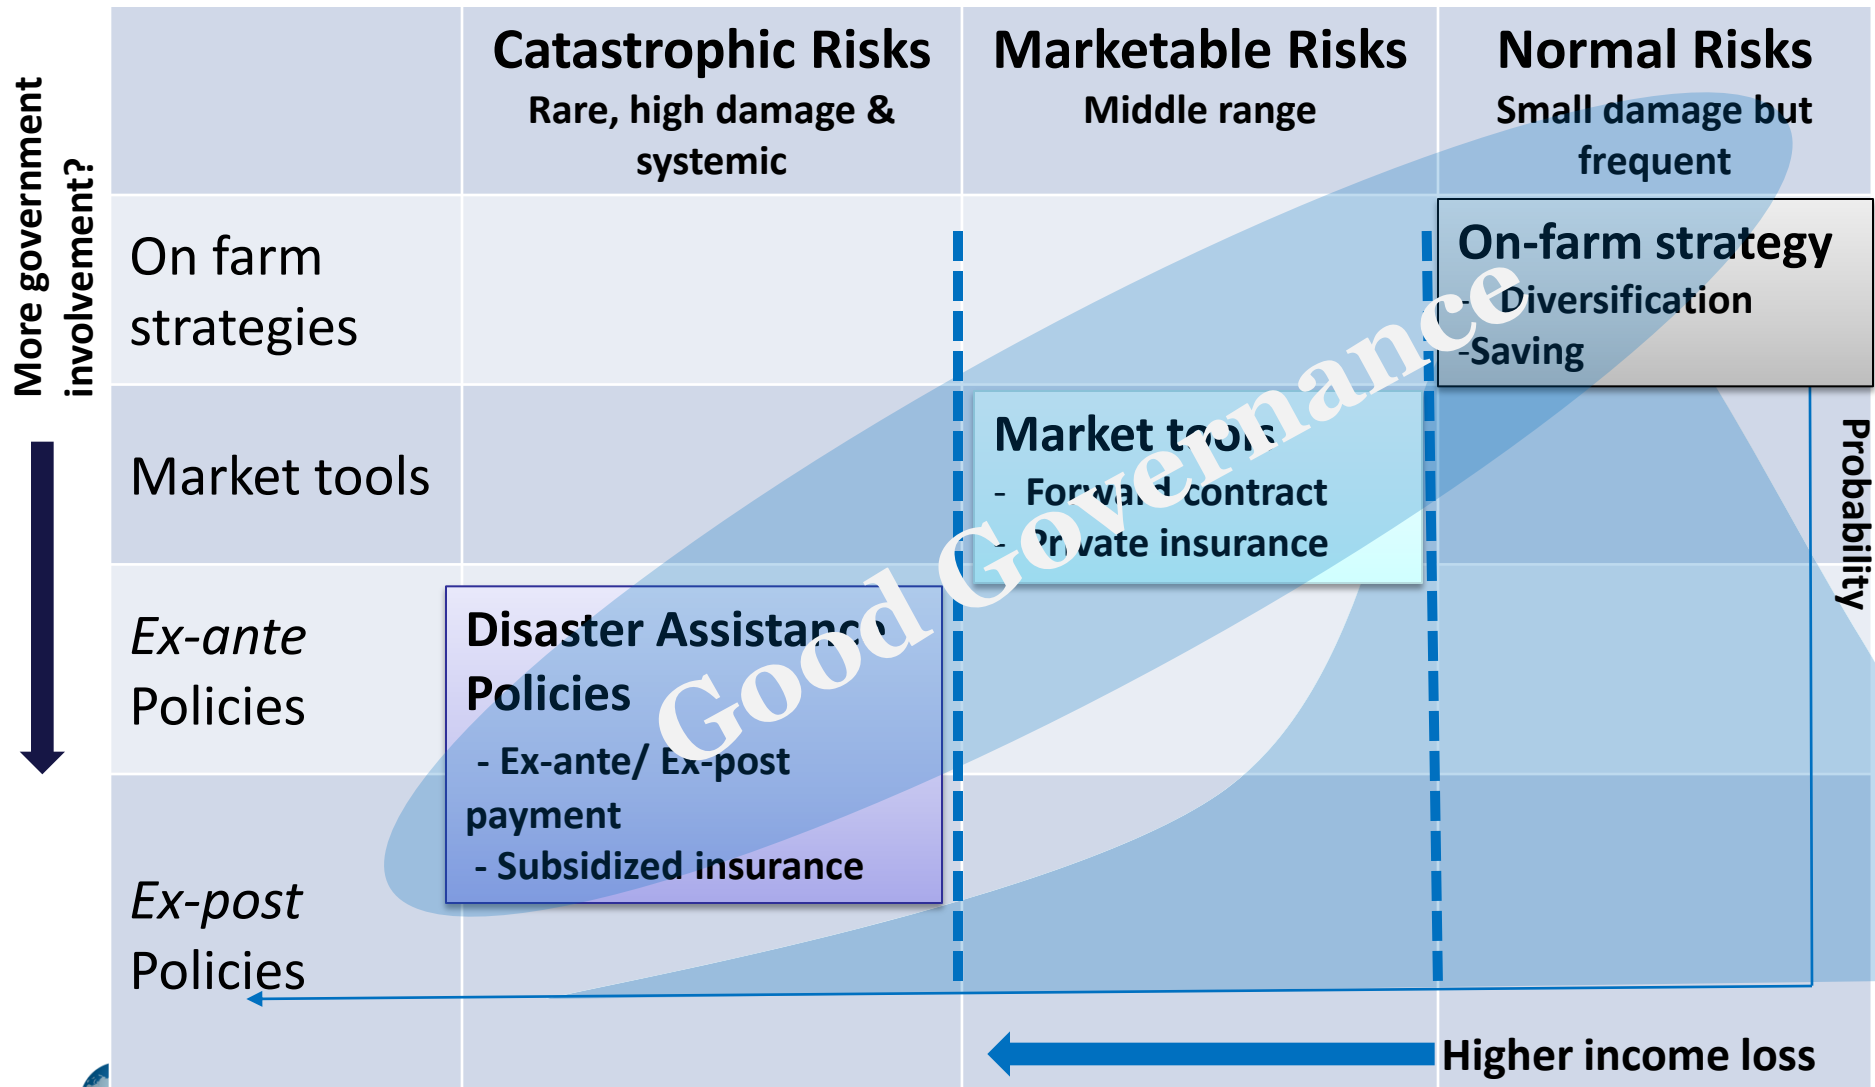 More government
involvement?
Catastrophic Risks
Rare, high damage &
systemic
Marketable Risks
Middle range
Normal Risks
Small damage but
frequent
On farm
strategies
On-farm strategy
- Diversification
-Saving
Market tools
Market tools
- Forward contract
- Private insurance
Probability
Ex-ante
Policies
Disaster Assistance
Policies
- Ex-ante/ Ex-post
payment
- Subsidized insurance
Good Governance
Ex-post
Policies
Higher income loss